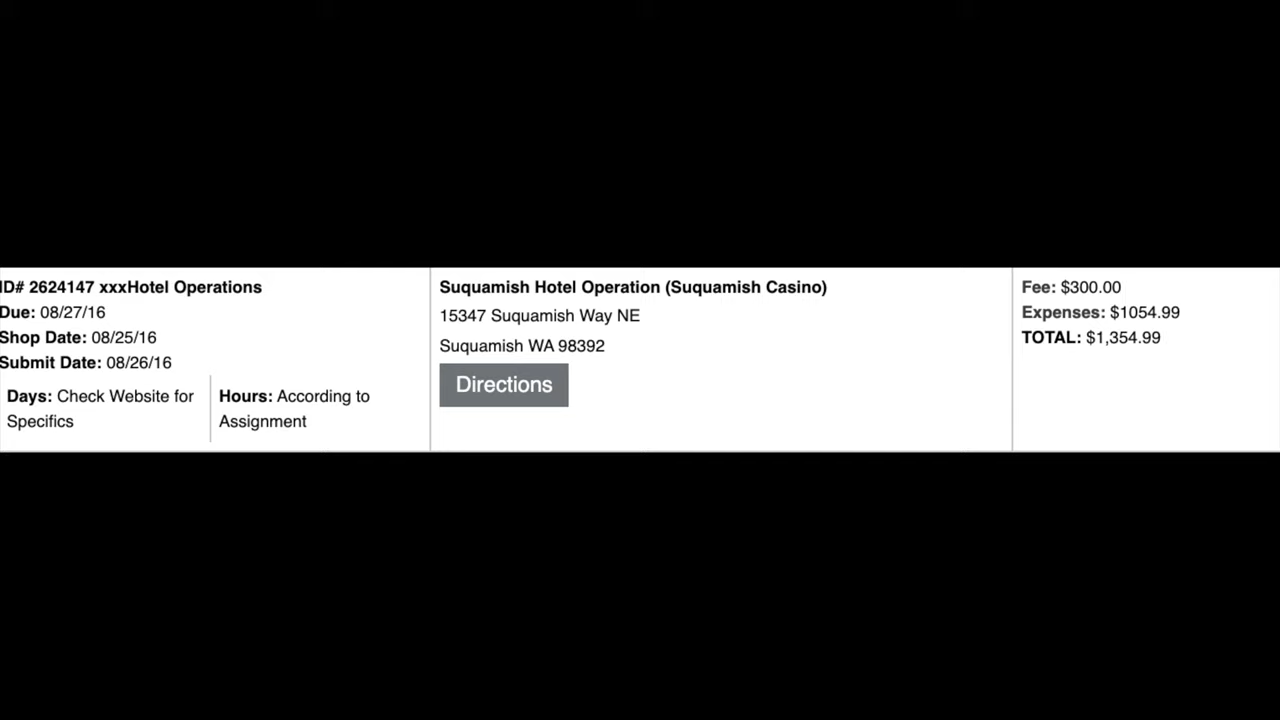 ID# 2624147 xxxHotel Operations
Due: 08/27/16
Shop Date: 08/25/16
Submit Date: 08/26/16
Days: Check Website for
Specifics
Hours: According to
Assignment
Suquamish Hotel Operation (Suquamish Casino)
15347 Suquamish Way NE
Suquamish WA 98392
Directions
Fee: $300.00
Expenses: $1054.99
TOTAL: $1,354.99